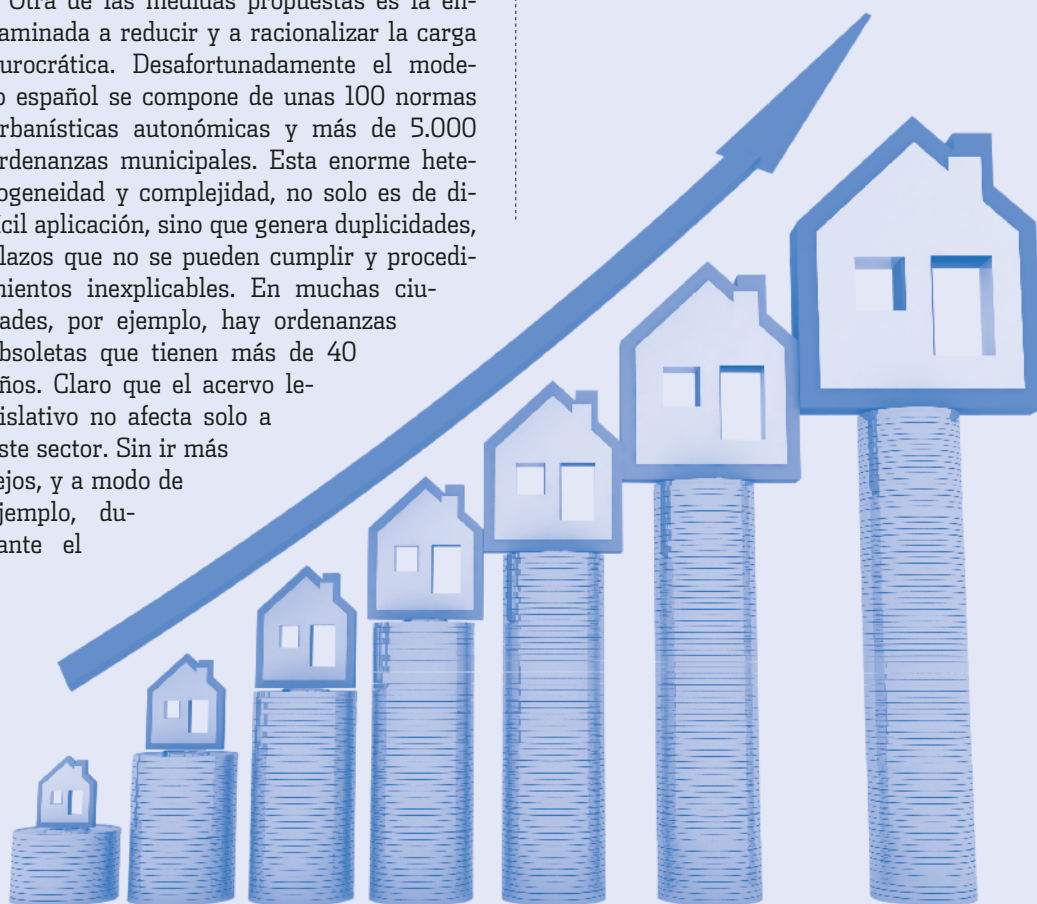 Otra de las medidas propuestas es la en-
aminada a reducir y a racionalizar la carga
urocrática. Desafortunadamente el mode-
o español se compone de unas 100 normas
rbanísticas autonómicas y más de 5.000
rdenanzas municipales. Esta enorme hete-
ogeneidad y complejidad, no solo es de di-
ícil aplicación, sino que genera duplicidades,
lazos que no se pueden cumplir y procedi-
mientos inexplicables. En muchas ciu-
ades, por ejemplo, hay ordenanzas
bsoletas que tienen más de 40
ños. Claro que el acervo le-
islativo no afecta solo a
ste sector. Sin ir más
ejos, y a modo de
jemplo, du-
ante el